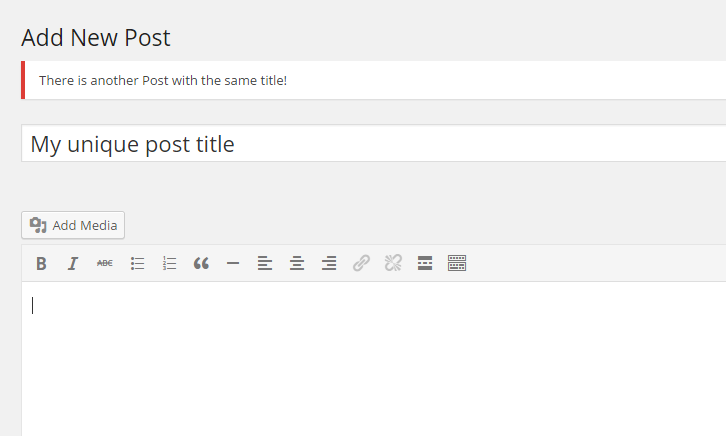 Add New Post
There is another Post with the same title!
My unique post title
Add Media
B I ABC